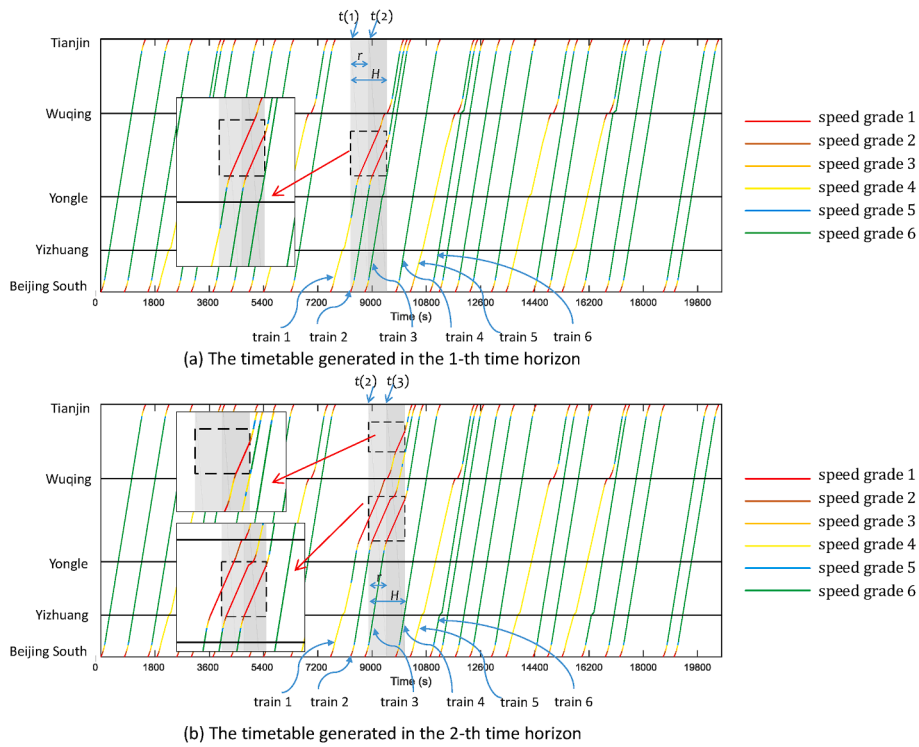 t(1) t(2)
Tianjin
r
H
Wuqing
speed grade 1
speed grade 2
speed grade 3
speed grade 4
speed grade 5
speed grade 6
Yongle
Yizhuang
Beijing South
0 1800 3600 5400 7200 9000 10800 12600 14400 16200 18000 19800
Time (s)
train 1 train 2 train 3 train 4 train 5 train 6
(a) The timetable generated in the 1-th time horizon
t(2) t(3)
Tianjin
Wuqing
speed grade 1
speed grade 2
speed grade 3
speed grade 4
speed grade 5
speed grade 6
Yongle
r
H
Yizhuang
Beijing South
0 1800 3600 5400 7200 9000 10800 12600 14400 16200 18000 19800
Time (s)
train 1 train 2 train 3 train 4 train 5 train 6
(b) The timetable generated in the 2-th time horizon